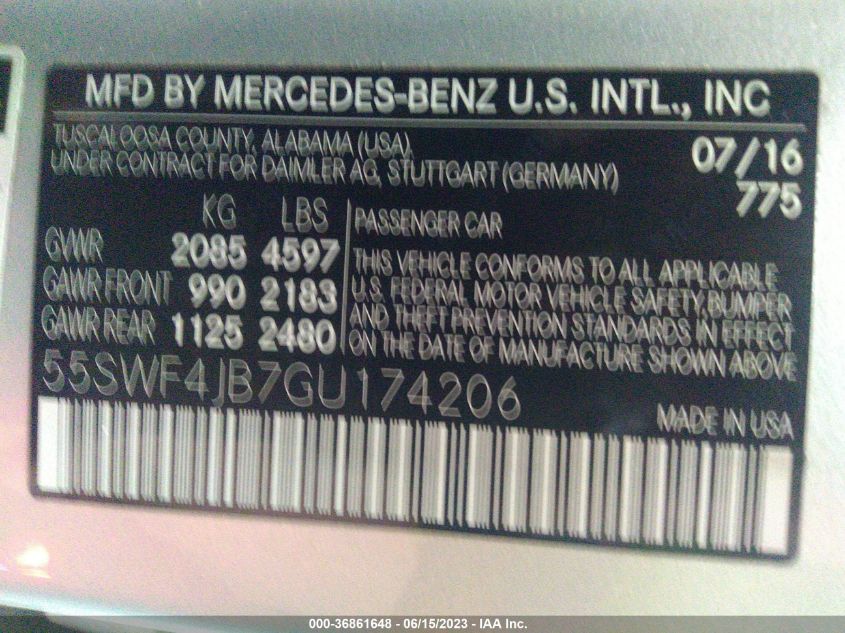 MFD BY MERCEDES-BENZ U.S. INTL., INC
TUSCALOOSA COUNTY, ALABAMA (USA),
UNDER CONTRACT FOR DAIMLER AG, STUTTGART (GERMANY)
07/16
775
KG LBS
GVWR 2085 4597
GAWR FRONT 990 2183
GAWR REAR 1125 2480
PASSENGER CAR
THIS VEHICLE CONFORMS TO ALL APPLICABLE
U.S. FEDERAL MOTOR VEHICLE SAFETY, BUMPER
AND THEFT PREVENTION STANDARDS IN EFFECT
ON THE DATE OF MANUFACTURE SHOWN ABOVE
55SWF4JB7GU174206
MADE IN USA
000-36861648 - 06/15/2023 - IAA Inc.